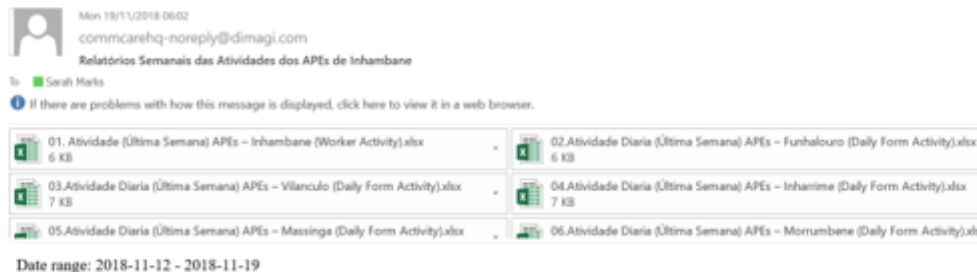 Mon 19/11/2018 06:02
commcarehq-noreply@dimagi.com
Relatórios Semanais das Atividades dos APEs de Inhambane
To Sarah Marks
If there are problems with how this message is displayed, click here to view it in a web browser.
01. Atividade (Última Semana) APEs – Inhambane (Worker Activity).xlsx
6 KB
02.Atividade Diaria (Última Semana) APEs – Funhalouro (Daily Form Activity).xlsx
6 KB
03.Atividade Diaria (Última Semana) APEs – Vilanculo (Daily Form Activity).xlsx
7 KB
04.Atividade Diaria (Última Semana) APEs – Inharrime (Daily Form Activity).xlsx
7 KB
05.Atividade Diaria (Última Semana) APEs – Massinga (Daily Form Activity).xlsx
06.Atividade Diaria (Última Semana) APEs – Morrumbene (Daily Form Activity).xls
Date range: 2018-11-12 - 2018-11-19